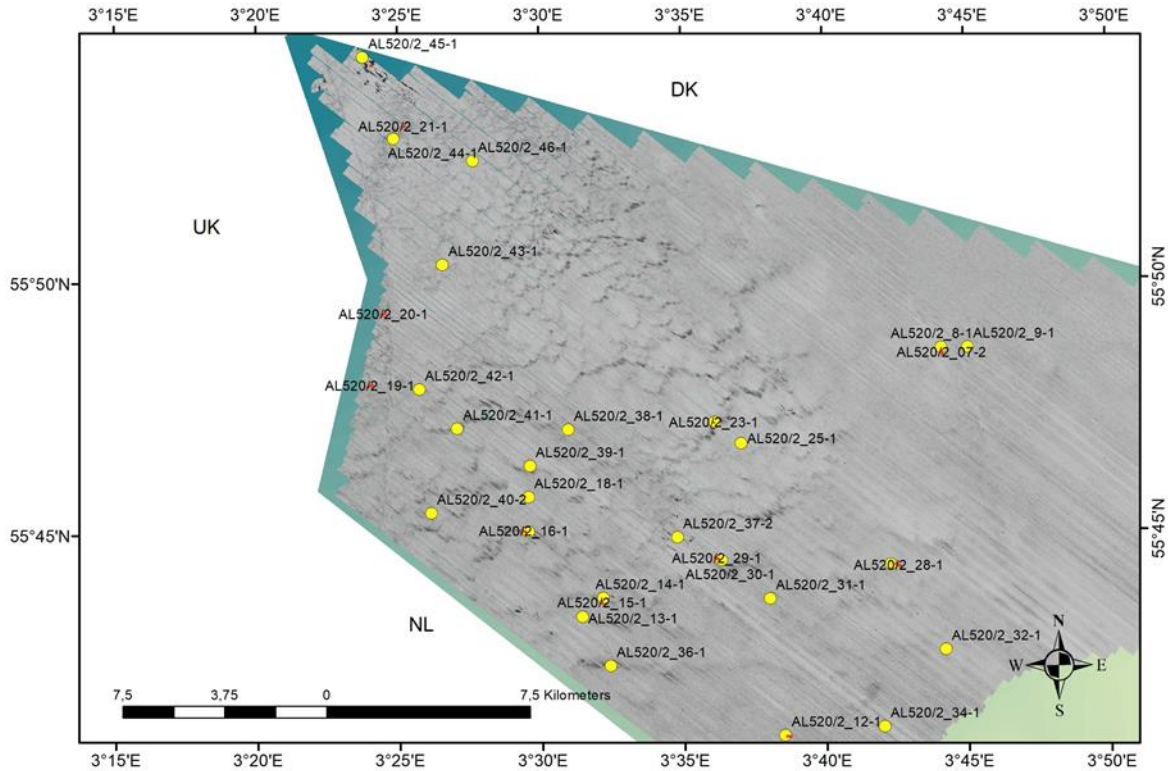 3°15'E 3°20'E 3°25'E 3°30'E 3°35'E 3°40'E 3°45'E 3°50'E
AL520/2_45-1
DK
AL520/2_21-1
AL520/2_44-1
AL520/2_46-1
UK
AL520/2_43-1
55°50'N
55°50'N
AL520/2_20-1
AL520/2_8-1
AL520/2_9-1
AL520/2_07-2
AL520/2_19-1
AL520/2_42-1
AL520/2_41-1
AL520/2_38-1
AL520/2_23-1
AL520/2_25-1
AL520/2_39-1
AL520/2_18-1
AL520/2_40-2
AL520/2_16-1
AL520/2_37-2
55°45'N
55°45'N
AL520/2_29-1
AL520/2_28-1
AL520/2_30-1
AL520/2_14-1
AL520/2_31-1
AL520/2_15-1
AL520/2_13-1
NL
AL520/2_32-1
AL520/2_36-1
N
W E
S
7,5 3,75 0 7,5 Kilometers
AL520/2_12-1
AL520/2_34-1
3°15'E 3°20'E 3°25'E 3°30'E 3°35'E 3°40'E 3°45'E 3°50'E